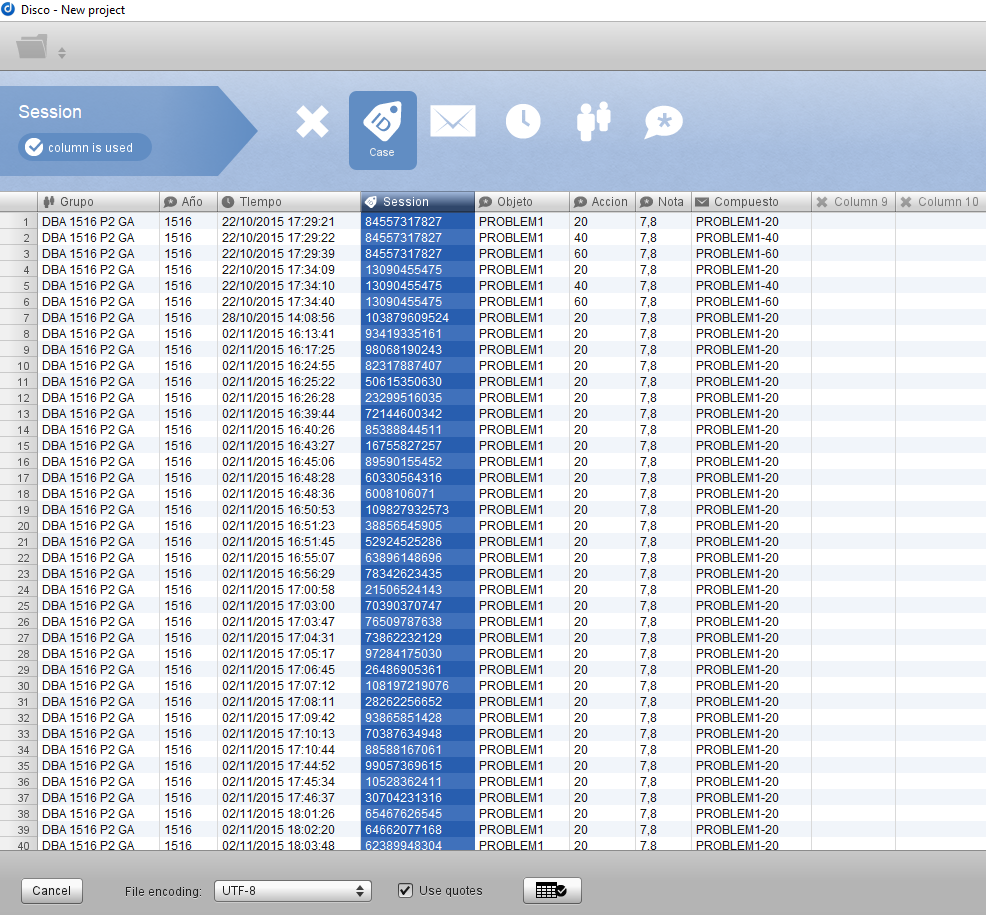 Disco - New project
Session
column is used
Case
Grupo Año TIempo Session Objeto Accion Nota Compuesto Column 9 Column 10
1 DBA 1516 P2 GA 1516 22/10/2015 17:29:21 84557317827 PROBLEM1 20 7,8 PROBLEM1-20
2 DBA 1516 P2 GA 1516 22/10/2015 17:29:22 84557317827 PROBLEM1 40 7,8 PROBLEM1-40
3 DBA 1516 P2 GA 1516 22/10/2015 17:29:39 84557317827 PROBLEM1 60 7,8 PROBLEM1-60
4 DBA 1516 P2 GA 1516 22/10/2015 17:34:09 13090455475 PROBLEM1 20 7,8 PROBLEM1-20
5 DBA 1516 P2 GA 1516 22/10/2015 17:34:10 13090455475 PROBLEM1 40 7,8 PROBLEM1-40
6 DBA 1516 P2 GA 1516 22/10/2015 17:34:40 13090455475 PROBLEM1 60 7,8 PROBLEM1-60
7 DBA 1516 P2 GA 1516 28/10/2015 14:08:56 103879609524 PROBLEM1 20 7,8 PROBLEM1-20
8 DBA 1516 P2 GA 1516 02/11/2015 16:13:41 93419335161 PROBLEM1 20 7,8 PROBLEM1-20
9 DBA 1516 P2 GA 1516 02/11/2015 16:17:25 98068190243 PROBLEM1 20 7,8 PROBLEM1-20
10 DBA 1516 P2 GA 1516 02/11/2015 16:24:55 82317887407 PROBLEM1 20 7,8 PROBLEM1-20
11 DBA 1516 P2 GA 1516 02/11/2015 16:25:22 50615350630 PROBLEM1 20 7,8 PROBLEM1-20
12 DBA 1516 P2 GA 1516 02/11/2015 16:26:28 23299516035 PROBLEM1 20 7,8 PROBLEM1-20
13 DBA 1516 P2 GA 1516 02/11/2015 16:39:44 72144600342 PROBLEM1 20 7,8 PROBLEM1-20
14 DBA 1516 P2 GA 1516 02/11/2015 16:40:26 85388844511 PROBLEM1 20 7,8 PROBLEM1-20
15 DBA 1516 P2 GA 1516 02/11/2015 16:43:27 16755827257 PROBLEM1 20 7,8 PROBLEM1-20
16 DBA 1516 P2 GA 1516 02/11/2015 16:45:06 89590155452 PROBLEM1 20 7,8 PROBLEM1-20
17 DBA 1516 P2 GA 1516 02/11/2015 16:48:28 60330564316 PROBLEM1 20 7,8 PROBLEM1-20
18 DBA 1516 P2 GA 1516 02/11/2015 16:48:36 6008106071 PROBLEM1 20 7,8 PROBLEM1-20
19 DBA 1516 P2 GA 1516 02/11/2015 16:50:53 109827932573 PROBLEM1 20 7,8 PROBLEM1-20
20 DBA 1516 P2 GA 1516 02/11/2015 16:51:23 38856545905 PROBLEM1 20 7,8 PROBLEM1-20
21 DBA 1516 P2 GA 1516 02/11/2015 16:51:45 52924525286 PROBLEM1 20 7,8 PROBLEM1-20
22 DBA 1516 P2 GA 1516 02/11/2015 16:55:07 63896148696 PROBLEM1 20 7,8 PROBLEM1-20
23 DBA 1516 P2 GA 1516 02/11/2015 16:56:29 78342623435 PROBLEM1 20 7,8 PROBLEM1-20
24 DBA 1516 P2 GA 1516 02/11/2015 17:00:58 21506524143 PROBLEM1 20 7,8 PROBLEM1-20
25 DBA 1516 P2 GA 1516 02/11/2015 17:03:00 70390370747 PROBLEM1 20 7,8 PROBLEM1-20
26 DBA 1516 P2 GA 1516 02/11/2015 17:03:47 76509787638 PROBLEM1 20 7,8 PROBLEM1-20
27 DBA 1516 P2 GA 1516 02/11/2015 17:04:31 73862232129 PROBLEM1 20 7,8 PROBLEM1-20
28 DBA 1516 P2 GA 1516 02/11/2015 17:05:17 97284175030 PROBLEM1 20 7,8 PROBLEM1-20
29 DBA 1516 P2 GA 1516 02/11/2015 17:06:45 26486905361 PROBLEM1 20 7,8 PROBLEM1-20
30 DBA 1516 P2 GA 1516 02/11/2015 17:07:12 108197219076 PROBLEM1 20 7,8 PROBLEM1-20
31 DBA 1516 P2 GA 1516 02/11/2015 17:08:11 28262256652 PROBLEM1 20 7,8 PROBLEM1-20
32 DBA 1516 P2 GA 1516 02/11/2015 17:09:42 93865851428 PROBLEM1 20 7,8 PROBLEM1-20
33 DBA 1516 P2 GA 1516 02/11/2015 17:10:13 70387634948 PROBLEM1 20 7,8 PROBLEM1-20
34 DBA 1516 P2 GA 1516 02/11/2015 17:10:44 88588167061 PROBLEM1 20 7,8 PROBLEM1-20
35 DBA 1516 P2 GA 1516 02/11/2015 17:44:52 99057369615 PROBLEM1 20 7,8 PROBLEM1-20
36 DBA 1516 P2 GA 1516 02/11/2015 17:45:34 10528362411 PROBLEM1 20 7,8 PROBLEM1-20
37 DBA 1516 P2 GA 1516 02/11/2015 17:46:37 30704231316 PROBLEM1 20 7,8 PROBLEM1-20
38 DBA 1516 P2 GA 1516 02/11/2015 18:01:26 65467626545 PROBLEM1 20 7,8 PROBLEM1-20
39 DBA 1516 P2 GA 1516 02/11/2015 18:02:20 64662077168 PROBLEM1 20 7,8 PROBLEM1-20
40 DBA 1516 P2 GA 1516 02/11/2015 18:03:48 62389948304 PROBLEM1 20 7,8 PROBLEM1-20
Cancel File encoding: UTF-8 Use quotes